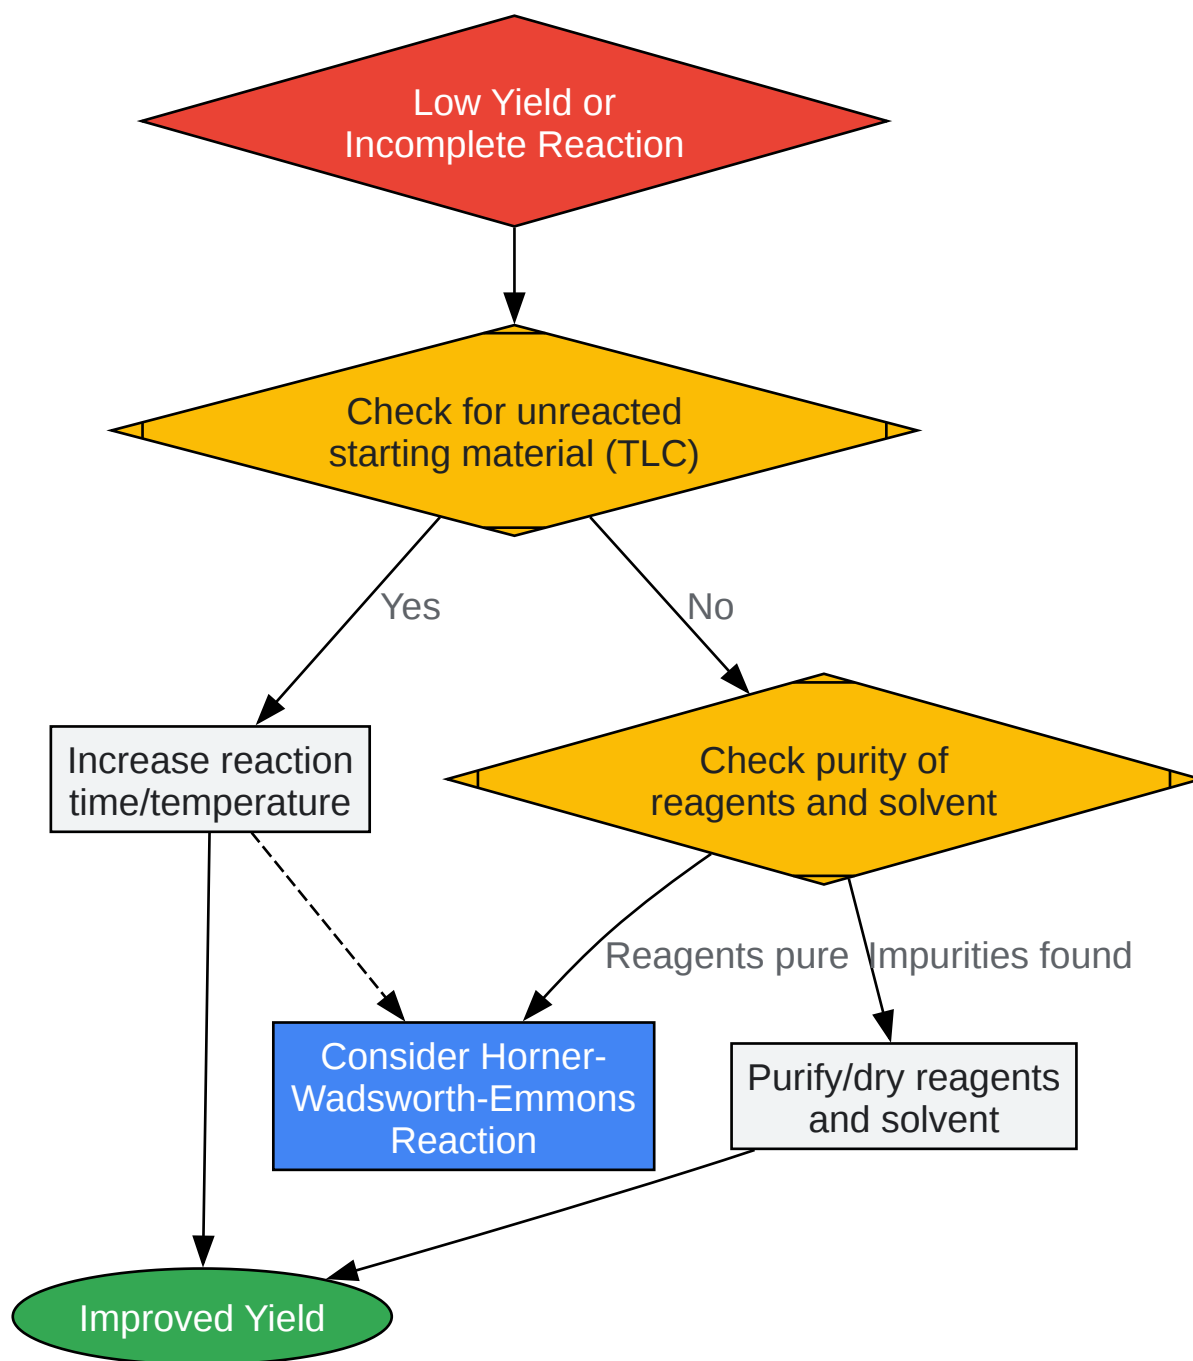 Low Yield or
Incomplete Reaction
Check for unreacted
starting material (TLC)
Yes
No
Increase reaction
time/temperature
Check purity of
reagents and solvent
Reagents pure
Impurities found
Consider Horner-
Wadsworth-Emmons
Reaction
Purify/dry reagents
and solvent
Improved Yield